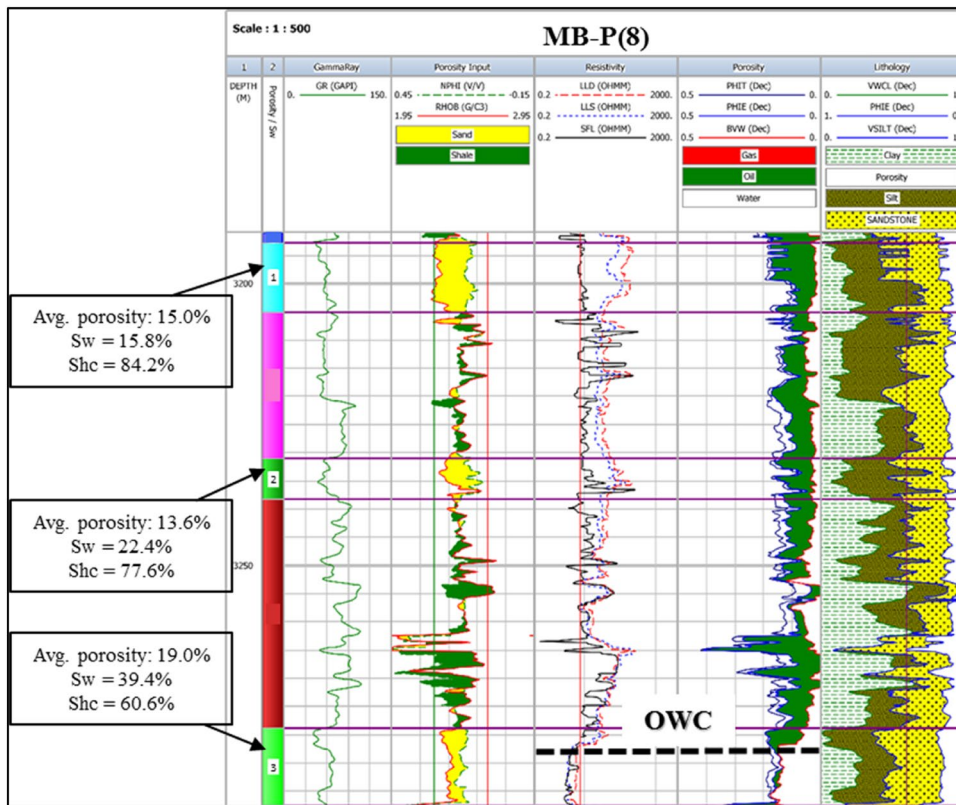 Scale : 1 : 500
MB-P(8)
1
2
GammaRay
Porosity Input
Resistivity
Porosity
Lithology
DEPTH
(M)
Porosity / Sw
GR (GAPI)
0. 150.
NPHI (V/V)
0.45 -0.15
RHOB (G/C3)
1.95 2.95
Sand
Shale
LLD (OHMM)
0.2 2000.
LLS (OHMM)
0.2 2000.
SFL (OHMM)
0.2 2000.
PHIT (Dec)
0.5 0.
PHIE (Dec)
0.5 0.
BVW (Dec)
0.5 0.
Gas
Oil
Water
VWCL (Dec)
0. 1
PHIE (Dec)
1. 0
VSILT (Dec)
0. 1
Clay
Porosity
Silt
SANDSTONE
1
3200
Avg. porosity: 15.0%
Sw = 15.8%
Shc = 84.2%
2
Avg. porosity: 13.6%
Sw = 22.4%
Shc = 77.6%
3250
Avg. porosity: 19.0%
Sw = 39.4%
Shc = 60.6%
OWC
3